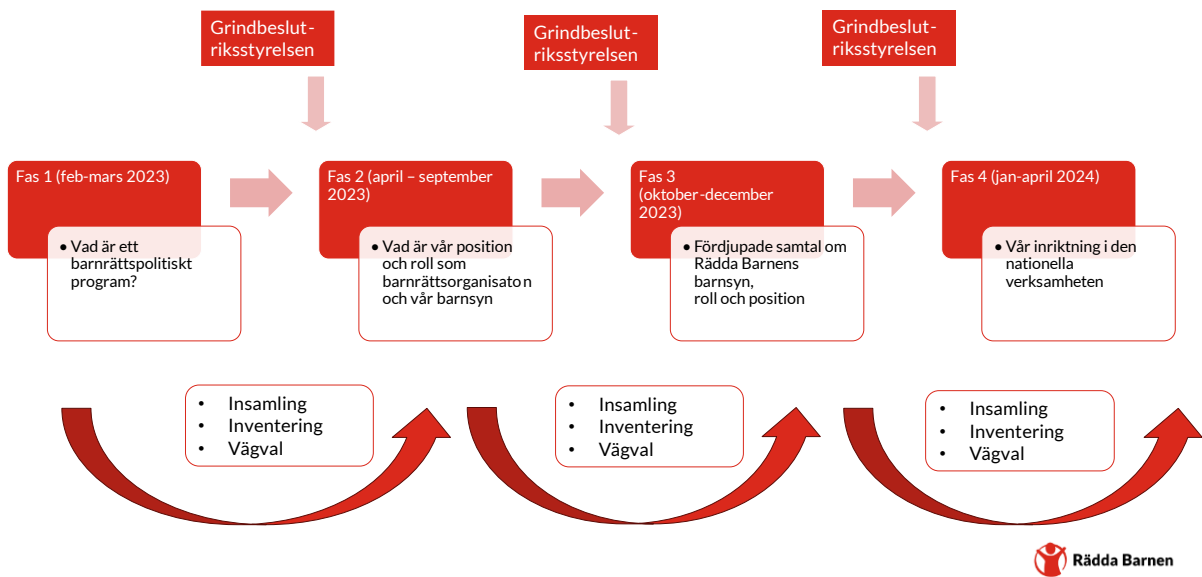 Grindbeslut-
riksstyrelsen
Grindbeslut-
riksstyrelsen
Grindbeslut-
riksstyrelsen
Fas 1 (feb-mars 2023)
• Vad är ett
barnrättspolitiskt
program?
Fas 2 (april – september
2023)
• Vad är vår position
och roll som
barnrättsorganisaton
och vår barnsyn
Fas 3
(oktober-december
2023)
• Fördjupade samtal om
Rädda Barnens
barnsyn,
roll och position
Fas 4 (jan-april 2024)
• Vår inriktning i den
nationella
verksamheten
• Insamling
• Inventering
• Vägval
• Insamling
• Inventering
• Vägval
• Insamling
• Inventering
• Vägval
Rädda Barnen